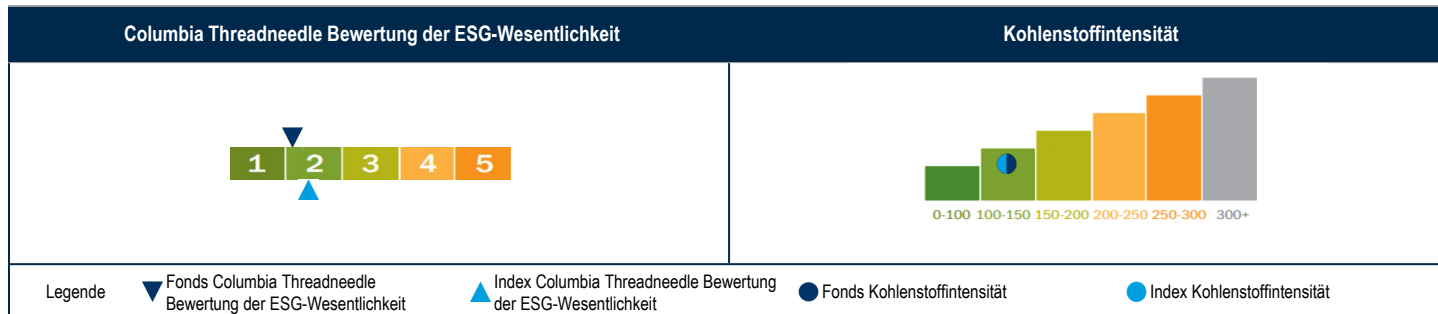 Columbia Threadneedle Bewertung der ESG-Wesentlichkeit
Kohlenstoffintensität
1 2 3 4 5
0-100 100-150 150-200 200-250 250-300 300+
Legende
Fonds Columbia Threadneedle
Bewertung der ESG-Wesentlichkeit
Index Columbia Threadneedle Bewertung
der ESG-Wesentlichkeit
Fonds Kohlenstoffintensität
Index Kohlenstoffintensität